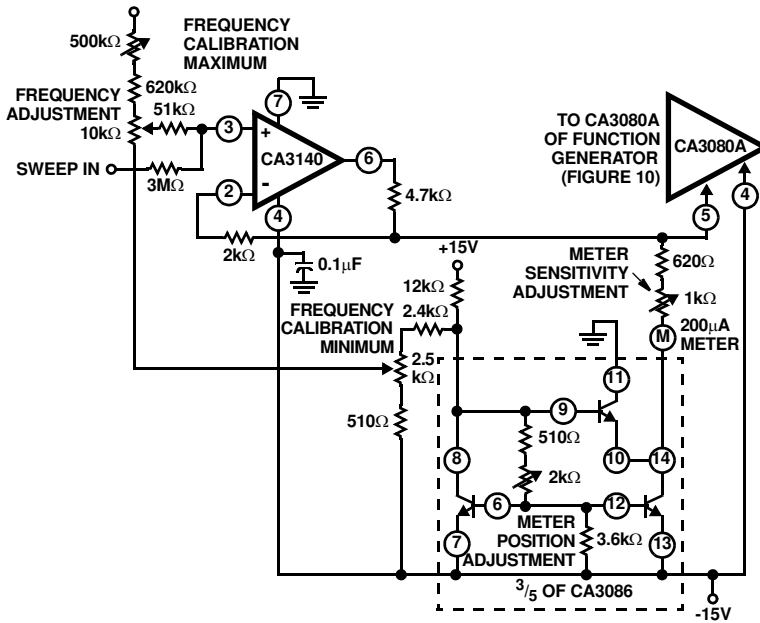 500kΩ
FREQUENCY
CALIBRATION
MAXIMUM
620kΩ
FREQUENCY
ADJUSTMENT
10kΩ
51kΩ
SWEEP IN
3MΩ
7
3
+
CA3140
2
-
4
6
4.7kΩ
2kΩ
0.1μF
TO CA3080A
OF FUNCTION
GENERATOR
(FIGURE 10)
CA3080A
5
4
+15V
12kΩ
2.4kΩ
FREQUENCY
CALIBRATION
MINIMUM
2.5
kΩ
510Ω
METER
SENSITIVITY
ADJUSTMENT
620Ω
1kΩ
M
200μA
METER
11
9
510Ω
10
14
8
2kΩ
6
12
METER
POSITION
ADJUSTMENT
3.6kΩ
7
13
3/5 OF CA3086
-15V